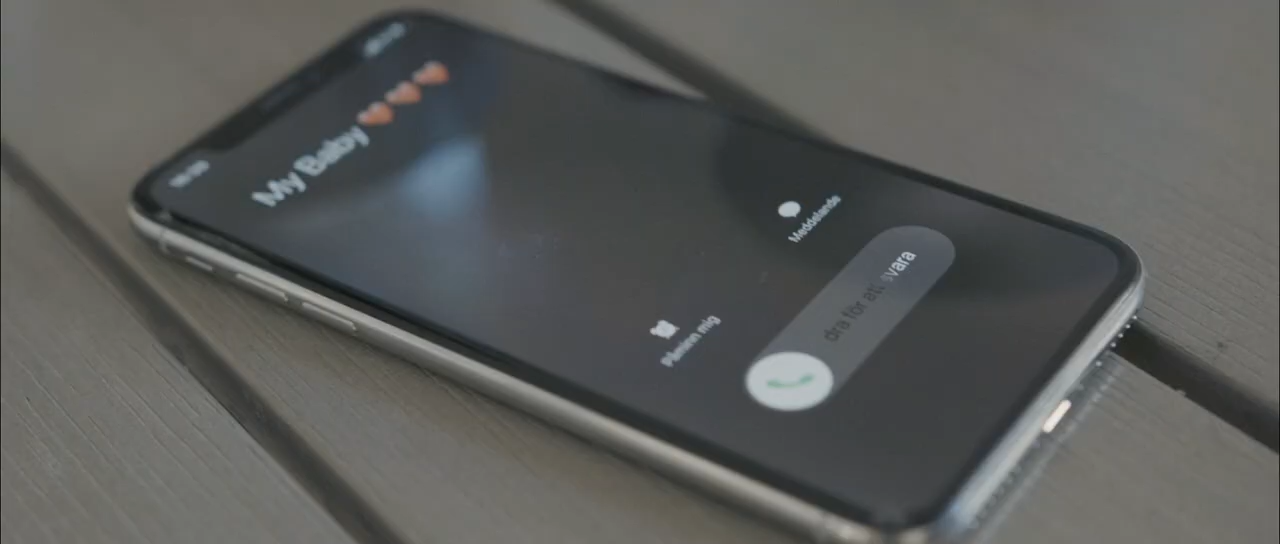 My Baby ❤❤❤
Meddelande
Påminn mig
dra för att svara